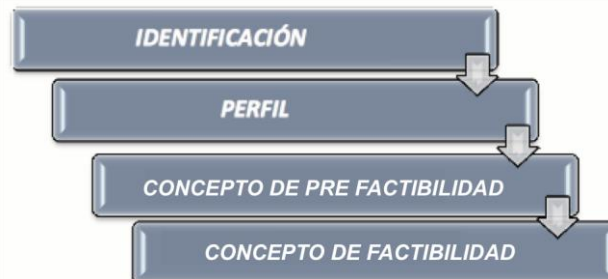 IDENTIFICACIÓN
PERFIL
CONCEPTO DE PRE FACTIBILIDAD
CONCEPTO DE FACTIBILIDAD